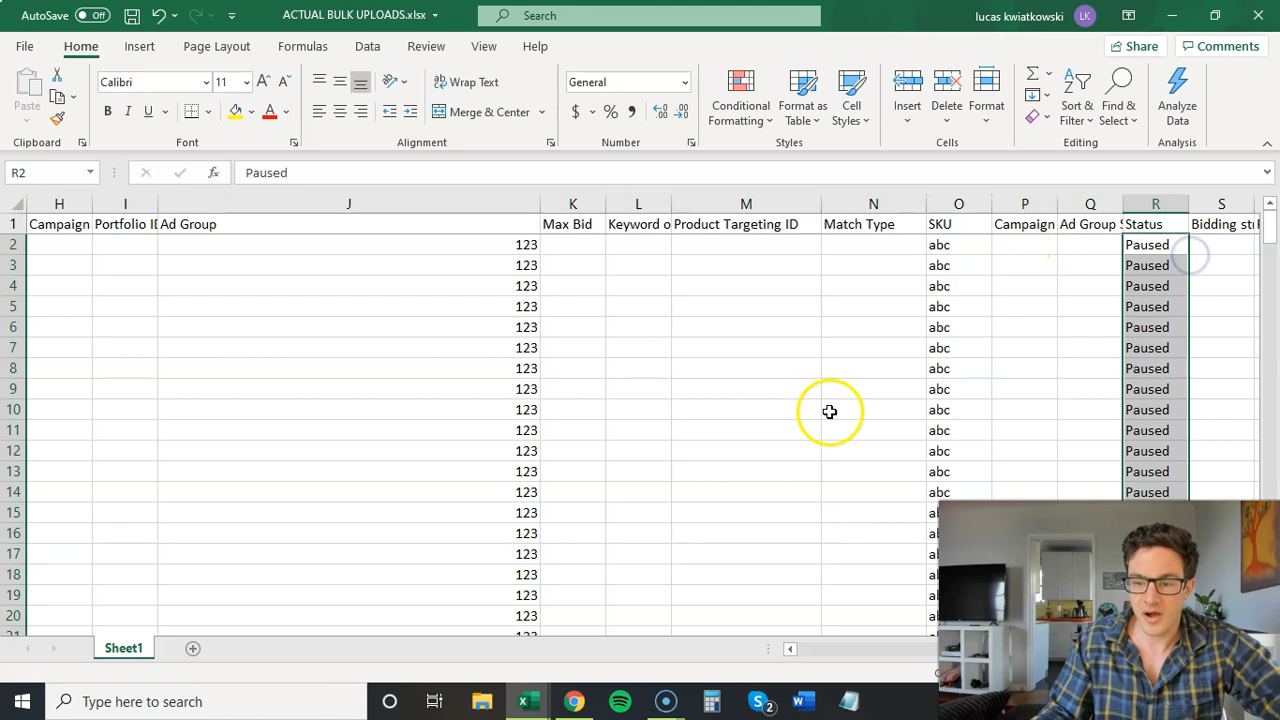 AutoSave Off ACTUAL BULK UPLOADS.xlsx Search lucas kwiatkowski LK
File Home Insert Page Layout Formulas Data Review View Help Share Comments
Paste Calibri 11 Wrap Text General Conditional Formatting Format as Table Cell Styles Insert Delete Format Sort & Filter Find & Select Analyze Data
B I U Merge & Center $ %
Clipboard Font Alignment Number Styles Cells Editing Analysis
R2 fx Paused
H I J K L M N O P Q R S
1 Campaign Portfolio ID Ad Group Max Bid Keyword o Product Targeting ID Match Type SKU Campaign Ad Group S Status Bidding str
2 123 abc Paused
3 123 abc Paused
4 123 abc Paused
5 123 abc Paused
6 123 abc Paused
7 123 abc Paused
8 123 abc Paused
9 123 abc Paused
10 123 abc Paused
11 123 abc Paused
12 123 abc Paused
13 123 abc Paused
14 123 abc Paused
15 123
16 123
17 123
18 123
19 123
20 123
Sheet1
Type here to search 2